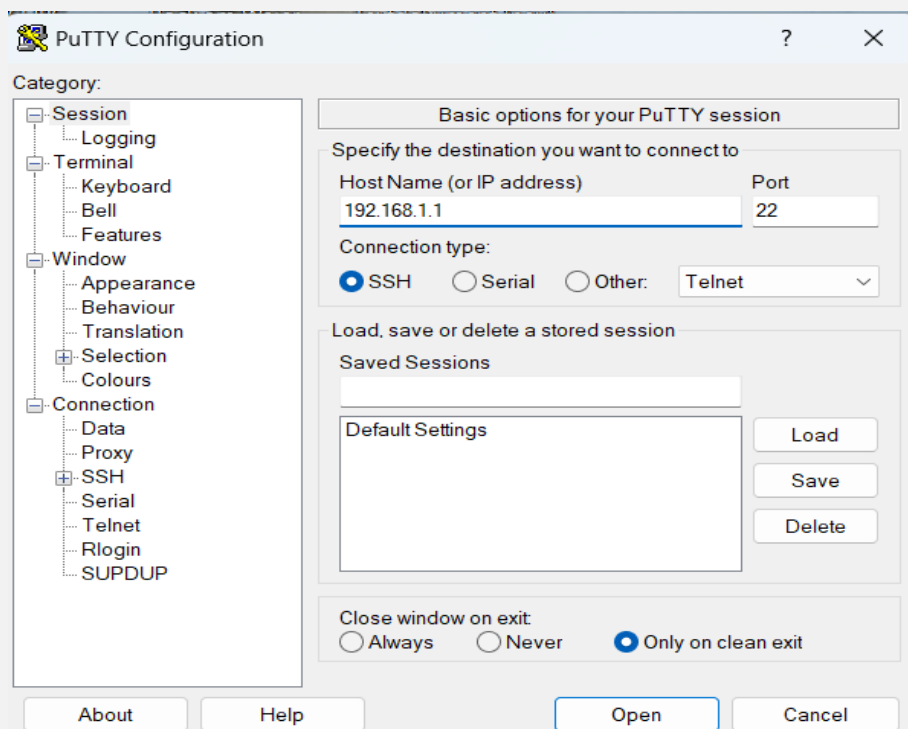 PuTTY Configuration
?
Category:
Session
Logging
Terminal
Keyboard
Bell
Features
Window
Appearance
Behaviour
Translation
Selection
Colours
Connection
Data
Proxy
SSH
Serial
Telnet
Rlogin
SUPDUP
Basic options for your PuTTY session
Specify the destination you want to connect to
Host Name (or IP address) Port
192.168.1.1 22
Connection type:
SSH Serial Other: Telnet
Load, save or delete a stored session
Saved Sessions
Default Settings
Load
Save
Delete
Close window on exit:
Always Never Only on clean exit
About Help Open Cancel